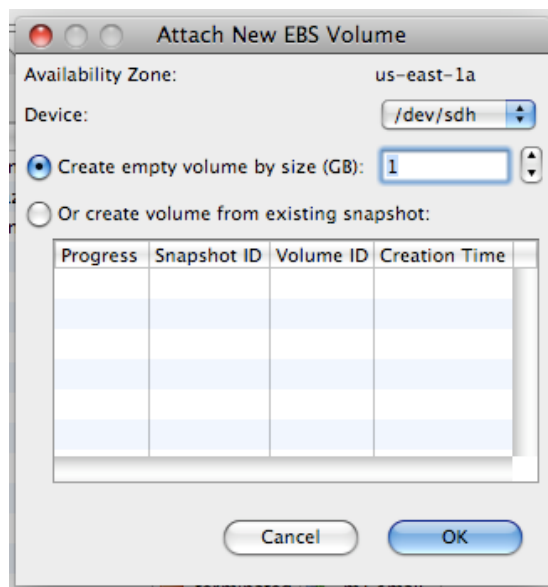 Attach New EBS Volume
Availability Zone: us-east-1a
Device: /dev/sdh
Create empty volume by size (GB): 1
Or create volume from existing snapshot:
Progress Snapshot ID Volume ID Creation Time
Cancel OK